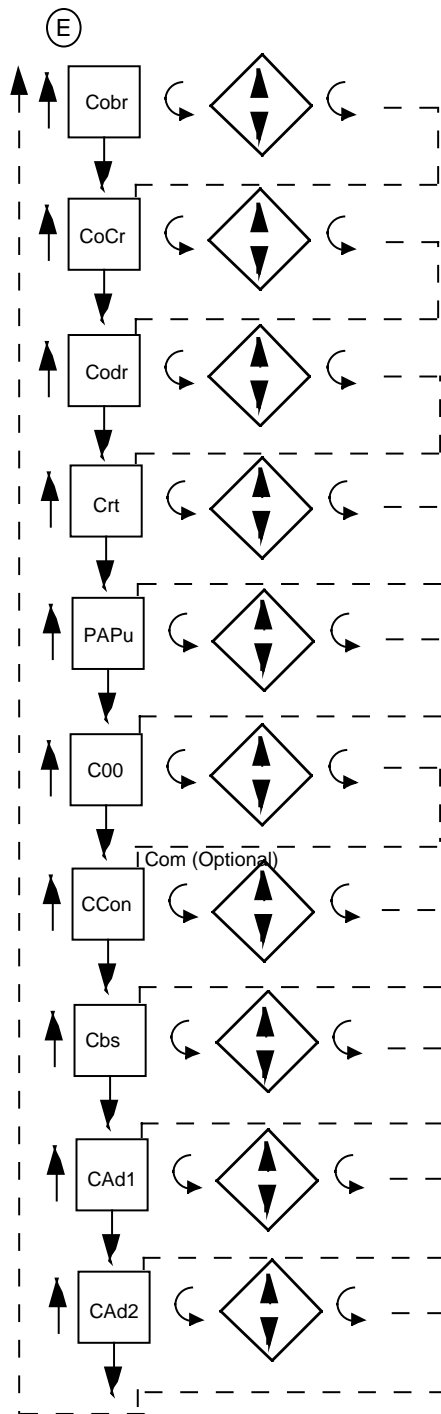 E
Cobr
CoCr
Codr
Crt
PAPu
C00
Com (Optional)
CCon
Cbs
CAd1
CAd2